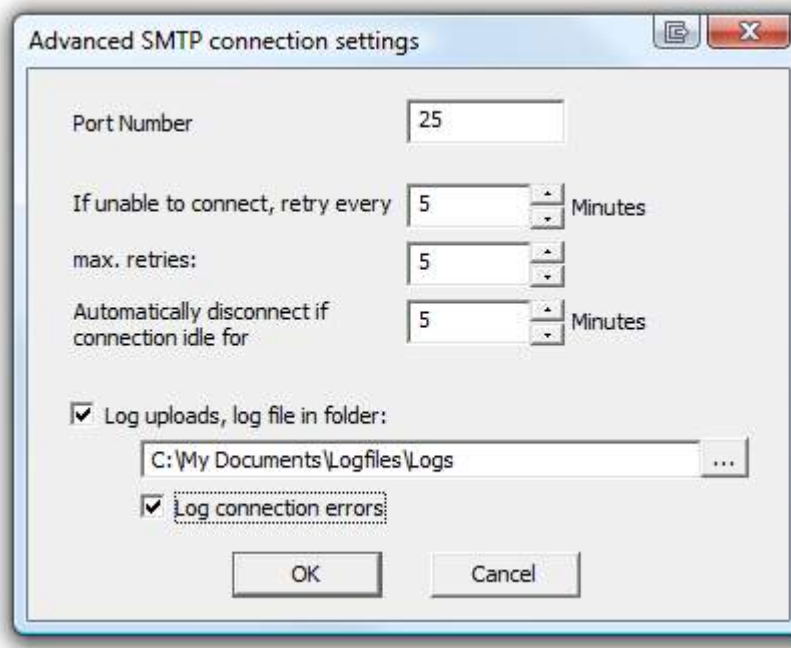 Advanced SMTP connection settings
Port Number 25
If unable to connect, retry every 5 Minutes
max. retries: 5
Automatically disconnect if
connection idle for 5 Minutes
Log uploads, log file in folder:
C:\My Documents\Logfiles\Logs ...
Log connection errors
OK Cancel